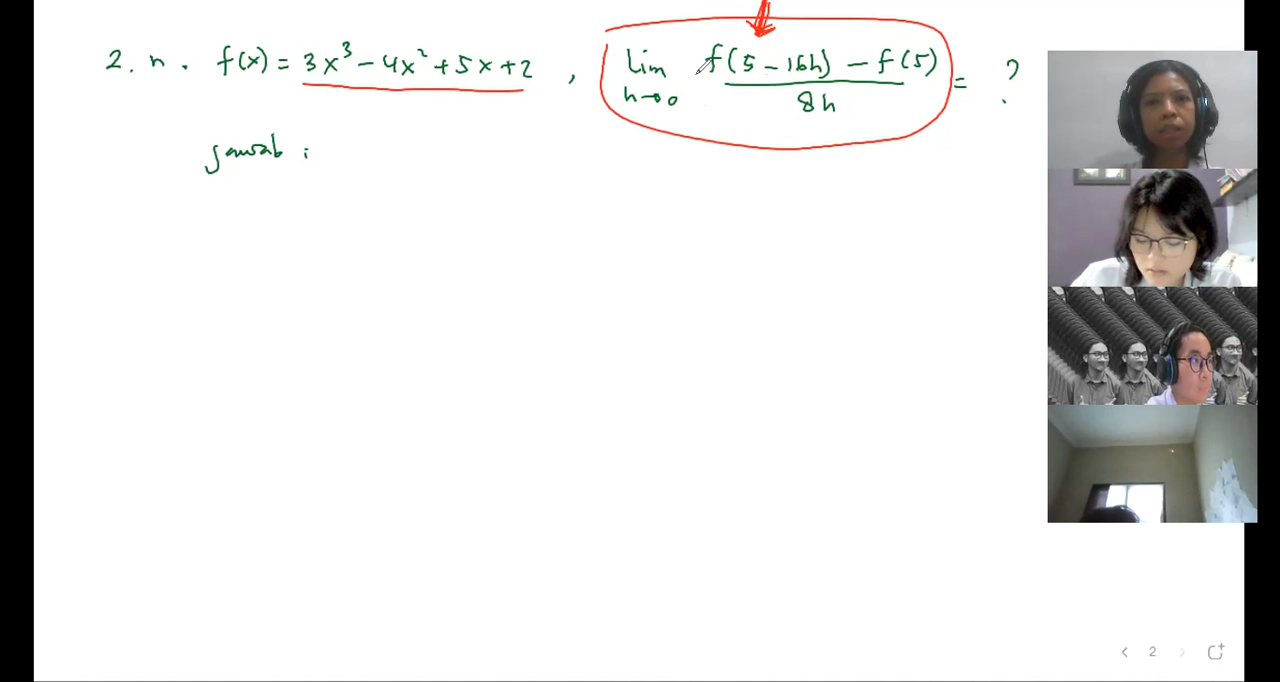 2. n. f(x) = 3x³ - 4x² + 5x + 2 , lim h→0 f(5 - 16h) - f(5) / 8h = ?
jawab :
2